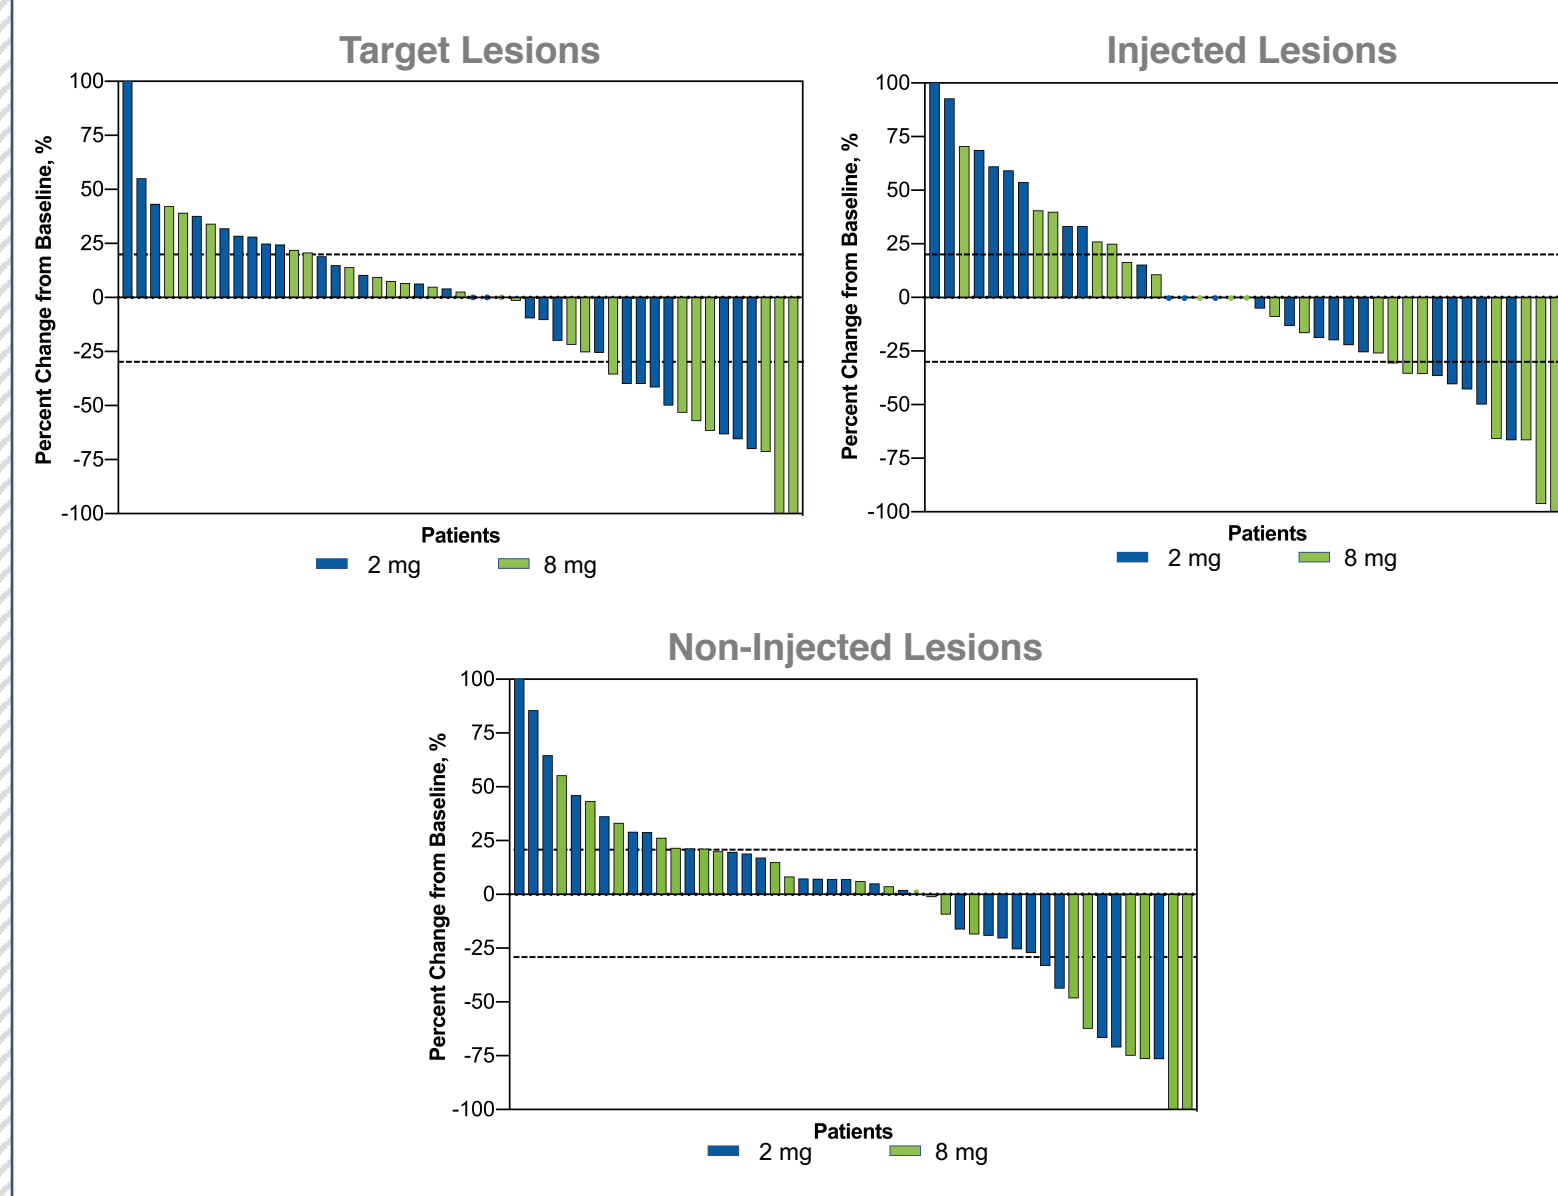 Target Lesions
Percent Change from Baseline, %
100
75
50
25
0
-25
-50
-75
-100
Patients
2 mg 8 mg
Injected Lesions
Percent Change from Baseline, %
100
75
50
25
0
-25
-50
-75
-100
Patients
2 mg 8 mg
Non-Injected Lesions
Percent Change from Baseline, %
100
75
50
25
0
-25
-50
-75
-100
Patients
2 mg 8 mg